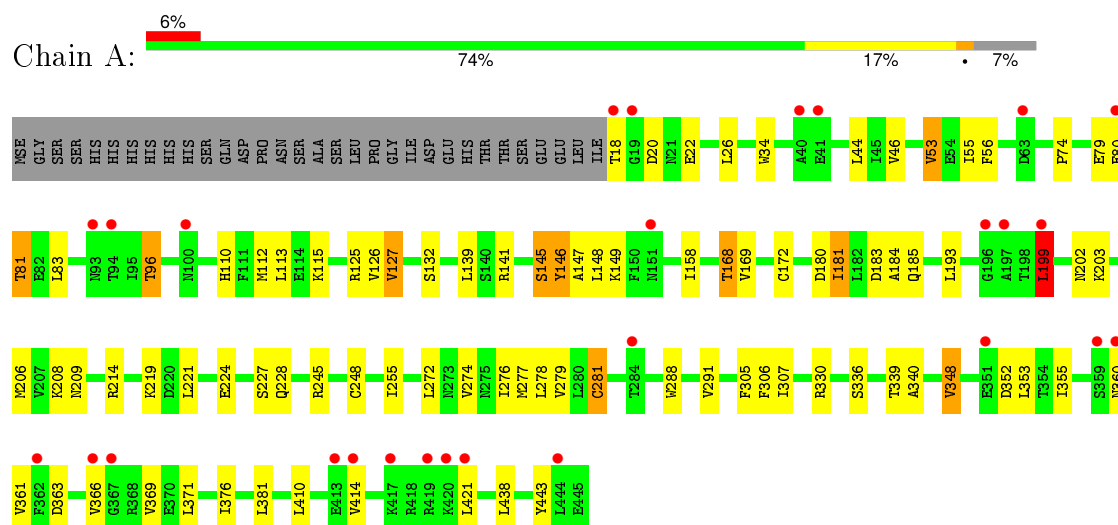 6%
Chain A:
74% 17% • 7%
MSE GLY SER SER HIS HIS HIS HIS HIS HIS SER GLN ASP PRO ASN SER ALA SER LEU PRO GLY ILE ASP GLU HIS THR THR SER GLU GLU LEU ILE T18 G19 D20 N21 E22 L26 W34 A40 E41 L44 I45 V46 V53 E54 I55 F56 D63 F74 E79 F80
T81 E82 L83 N93 T94 I95 T96 N100 H110 F111 M112 L113 E114 K115 R125 V126 V127 S132 L139 S140 R141 S145 Y146 A147 L148 K149 F150 N151 I158 T168 V169 C172 D180 I181 L182 D183 A184 Q185 L193 G196 A197 T198 L199 N202 K203
M206 V207 K208 N209 R214 K219 D220 L221 E224 S227 Q228 R245 C248 I255 L272 N273 V274 N275 I276 M277 L278 V279 L280 C281 T284 W288 V291 F305 F306 I307 R330 S336 T339 A340 V348 E351 D352 L353 T354 I355 S359 N360
V361 F362 D363 V366 G367 R368 V369 E370 L371 I376 L381 L410 E413 V414 K417 R418 R419 K420 L421 L438 Y443 L444 E445